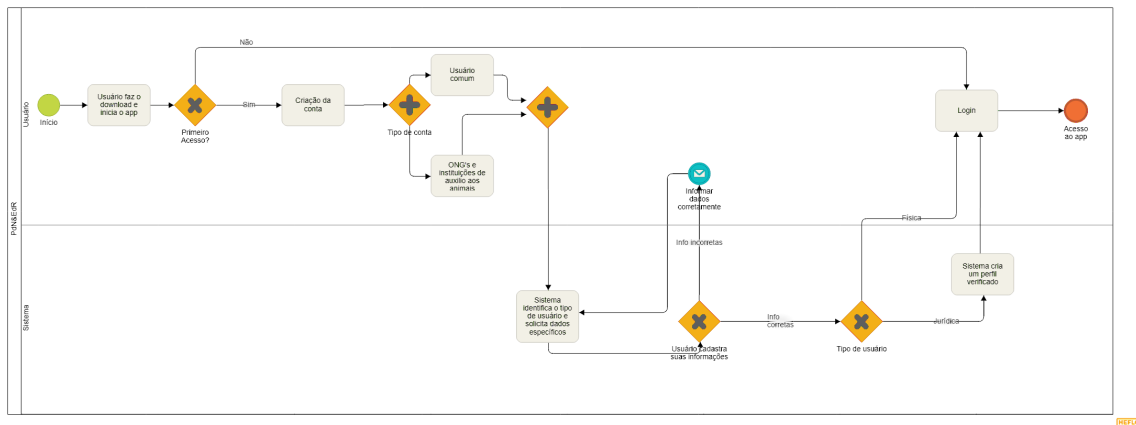 PdN&EdR
Usuário
Sistema
Início
Usuário faz o
download e
inicia o app
Primeiro
Acesso?
Não
Sim
Criação da
conta
Tipo de conta
Usuário
comum
ONG's e
instituições de
auxílio aos
animais
Login
Acesso
ao app
Informar
dados
corretamente
Info incorretas
Física
Sistema
identifica o tipo
de usuário e
solicita dados
específicos
Usuário cadastra
suas informações
Info
corretas
Tipo de usuário
Jurídica
Sistema cria
um perfil
verificado